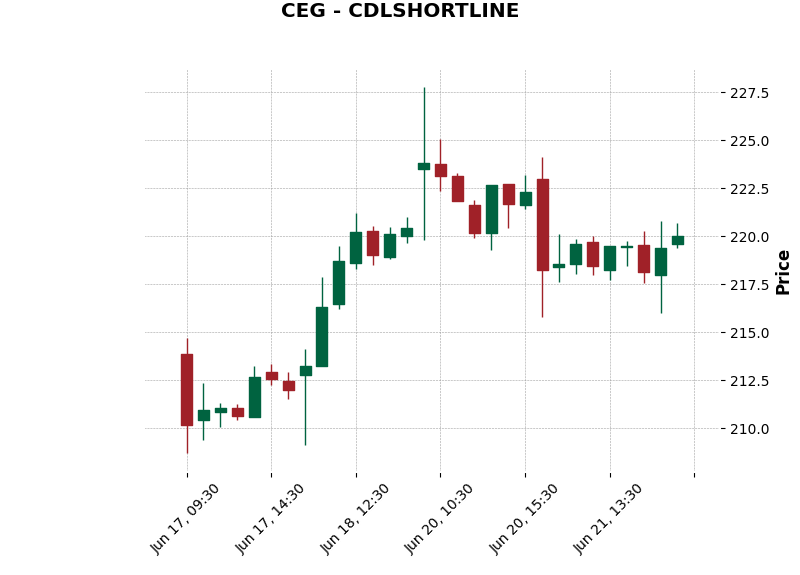 CEG - CDLSHORTLINE
227.5
225.0
222.5
220.0
217.5
215.0
212.5
210.0
Price
Jun 17, 09:30
Jun 17, 14:30
Jun 18, 12:30
Jun 20, 10:30
Jun 20, 15:30
Jun 21, 13:30